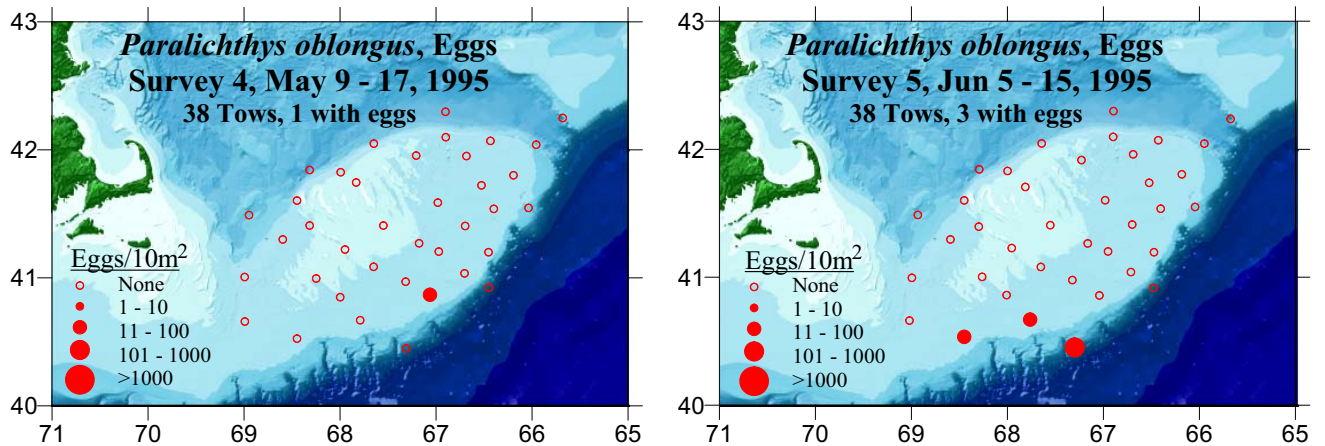 43
42
41
40
71 70 69 68 67 66 65
Paralichthys oblongus, Eggs
Survey 4, May 9 - 17, 1995
38 Tows, 1 with eggs
Eggs/10m²
None
1 - 10
11 - 100
101 - 1000
>1000
43
42
41
40
71 70 69 68 67 66 65
Paralichthys oblongus, Eggs
Survey 5, Jun 5 - 15, 1995
38 Tows, 3 with eggs
Eggs/10m²
None
1 - 10
11 - 100
101 - 1000
>1000